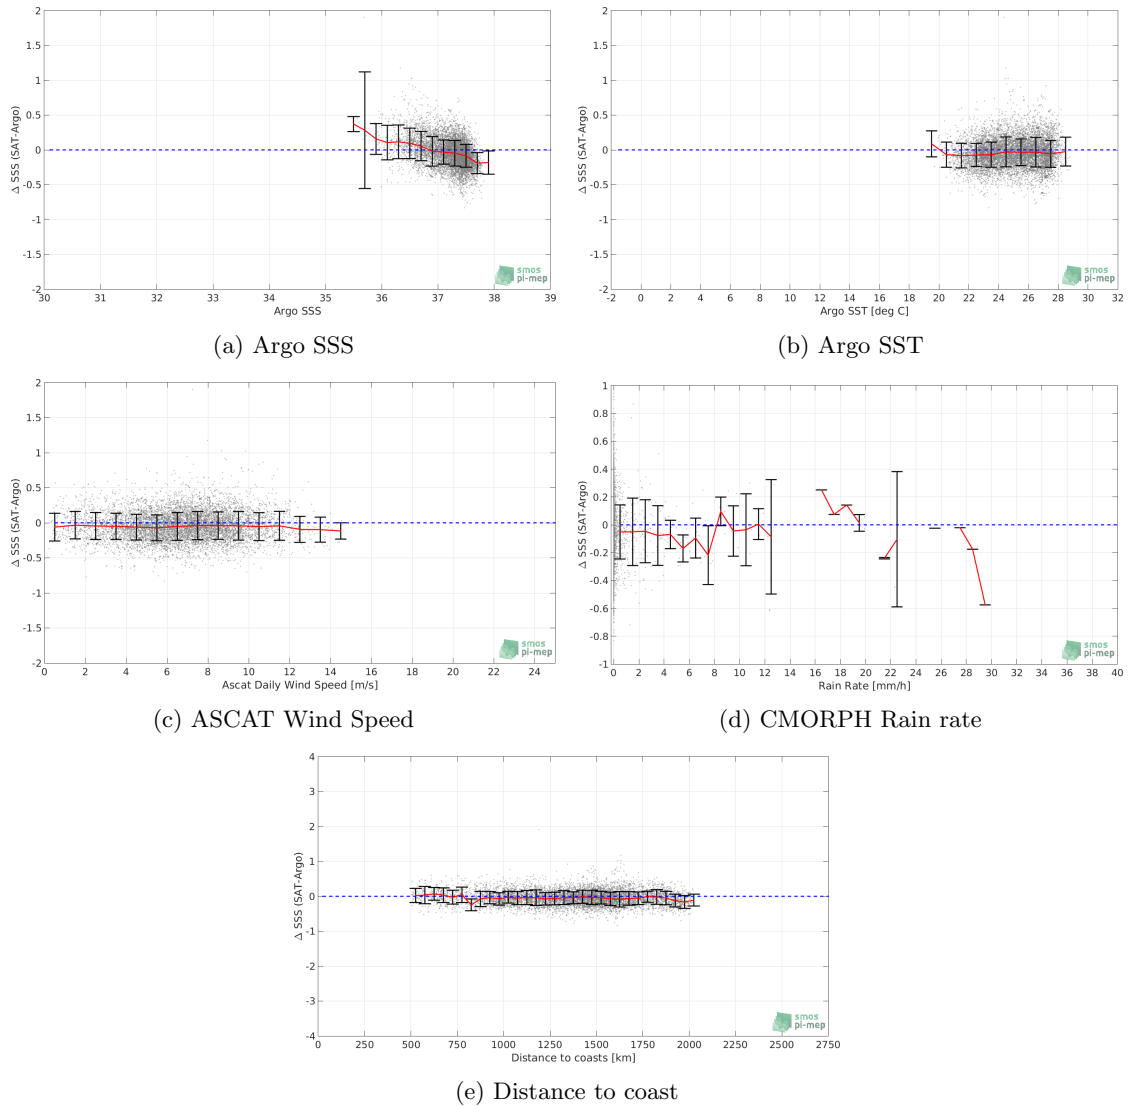 2
1.5
1
0.5
0
-0.5
-1
-1.5
-2
Δ SSS (SAT-Argo)
30 31 32 33 34 35 36 37 38 39
Argo SSS
smos
pi-mep
(a) Argo SSS
2
1.5
1
0.5
0
-0.5
-1
-1.5
-2
Δ SSS (SAT-Argo)
-2 0 2 4 6 8 10 12 14 16 18 20 22 24 26 28 30 32
Argo SST [deg C]
smos
pi-mep
(b) Argo SST
2
1.5
1
0.5
0
-0.5
-1
-1.5
-2
Δ SSS (SAT-Argo)
0 2 4 6 8 10 12 14 16 18 20 22 24
Ascat Daily Wind Speed [m/s]
smos
pi-mep
(c) ASCAT Wind Speed
1
0.8
0.6
0.4
0.2
0
-0.2
-0.4
-0.6
-0.8
-1
Δ SSS (SAT-Argo)
0 2 4 6 8 10 12 14 16 18 20 22 24 26 28 30 32 34 36 38 40
Rain Rate [mm/h]
smos
pi-mep
(d) CMORPH Rain rate
4
3
2
1
0
-1
-2
-3
-4
Δ SSS (SAT-Argo)
0 250 500 750 1000 1250 1500 1750 2000 2250 2500 2750
Distance to coasts [km]
smos
pi-mep
(e) Distance to coast